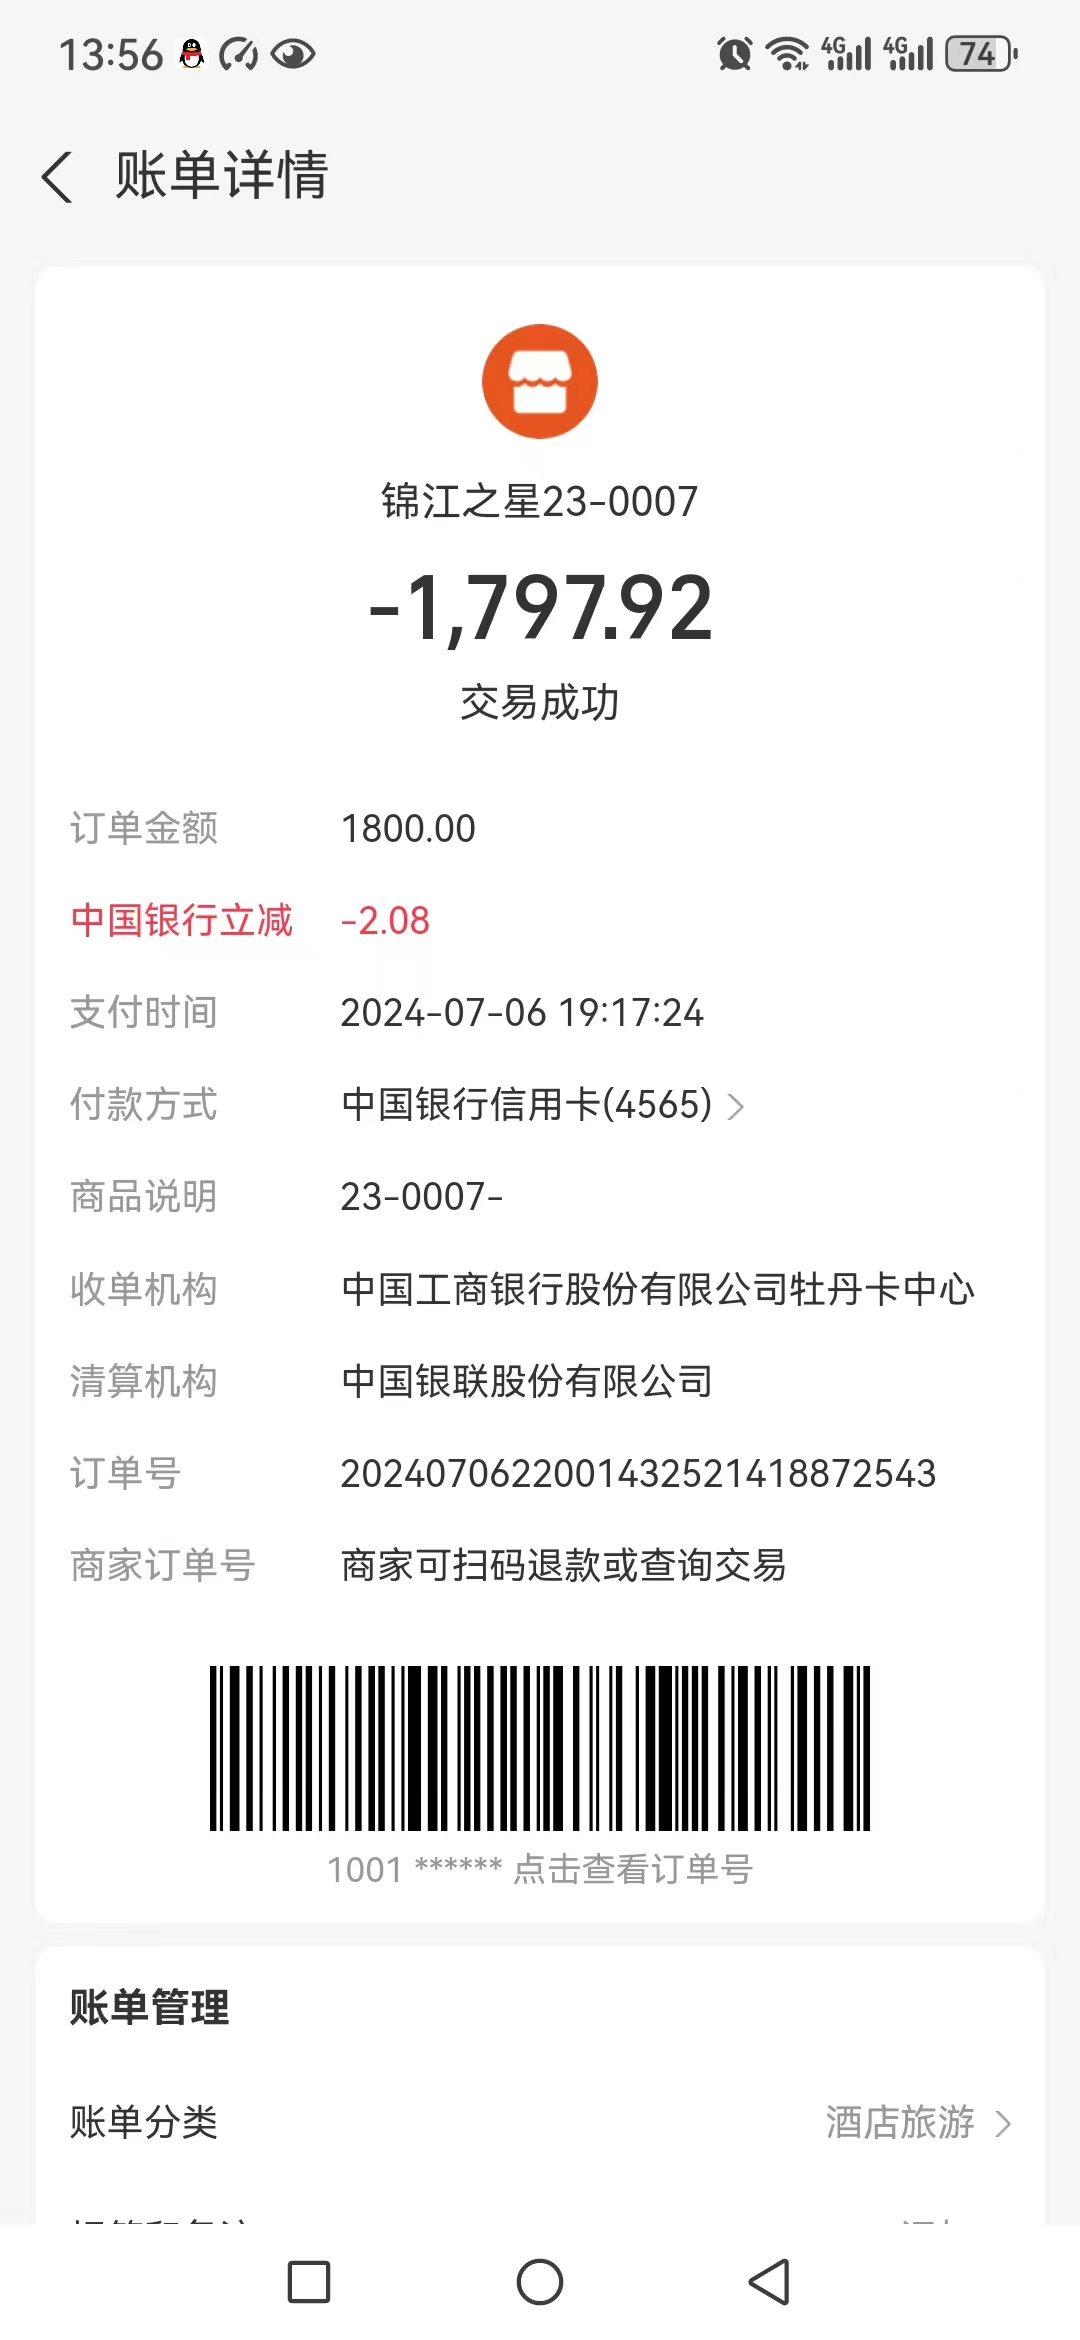 13:56 4G 4G 74
账单详情
锦江之星23-0007
-1,797.92
交易成功
订单金额 1800.00
中国银行立减 -2.08
支付时间 2024-07-06 19:17:24
付款方式 中国银行信用卡(4565)
商品说明 23-0007-
收单机构 中国工商银行股份有限公司牡丹卡中心
清算机构 中国银联股份有限公司
订单号 2024070622001432521418872543
商家订单号 商家可扫码退款或查询交易
1001 ****** 点击查看订单号
账单管理
账单分类 酒店旅游